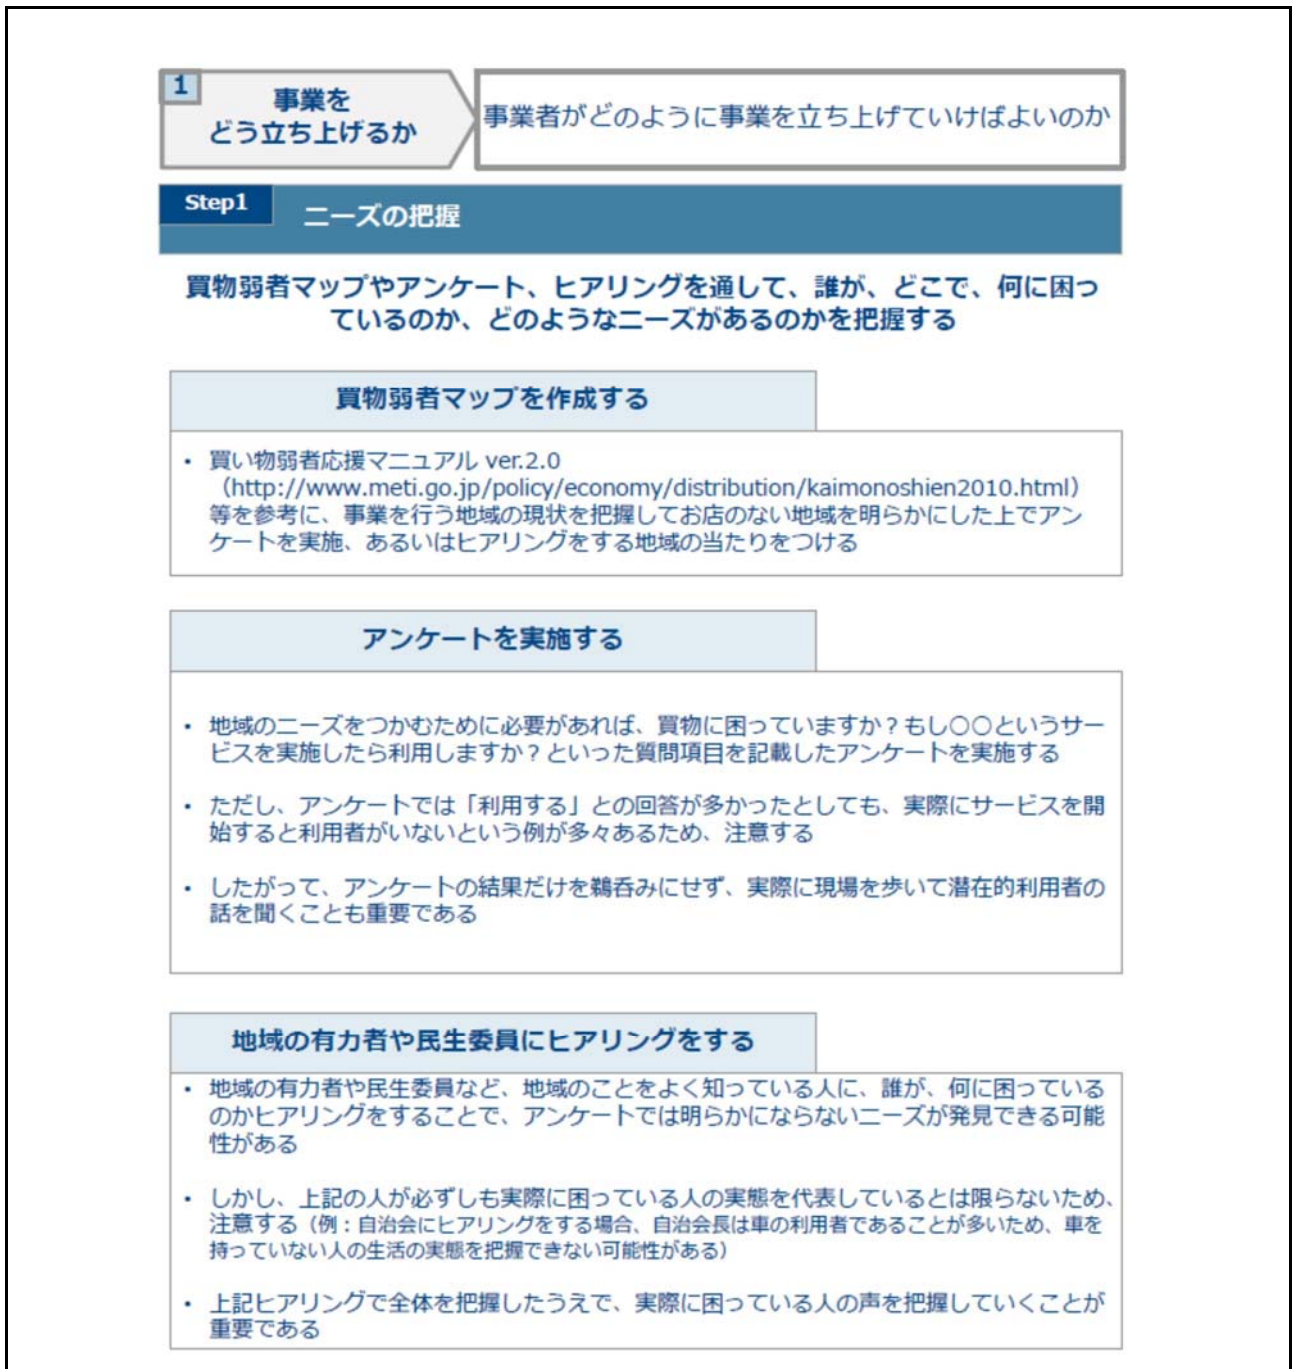 1
事業を
どう立ち上げるか
事業者がどのように事業を立ち上げていけばよいのか
Step1
ニーズの把握
買物弱者マップやアンケート、ヒアリングを通して、誰が、どこで、何に困っ
ているのか、どのようなニーズがあるのかを把握する
買物弱者マップを作成する
• 買い物弱者応援マニュアル ver.2.0
（http://www.meti.go.jp/policy/economy/distribution/kaimonoshien2010.html）
等を参考に、事業を行う地域の現状を把握してお店のない地域を明らかにした上でアン
ケートを実施、あるいはヒアリングをする地域の当たりをつける
アンケートを実施する
• 地域のニーズをつかむために必要があれば、買物に困っていますか？もし○○というサー
ビスを実施したら利用しますか？といった質問項目を記載したアンケートを実施する
• ただし、アンケートでは「利用する」との回答が多かったとしても、実際にサービスを開
始すると利用者がいないという例が多々あるため、注意する
• したがって、アンケートの結果だけを鵜呑みにせず、実際に現場を歩いて潜在的利用者の
話を聞くことも重要である
地域の有力者や民生委員にヒアリングをする
• 地域の有力者や民生委員など、地域のことをよく知っている人に、誰が、何に困っている
のかヒアリングをすることで、アンケートでは明らかにならないニーズが発見できる可能
性がある
• しかし、上記の人が必ずしも実際に困っている人の実態を代表しているとは限らないため、
注意する（例：自治会にヒアリングをする場合、自治会長は車の利用者であることが多いため、車を
持っていない人の生活の実態を把握できない可能性がある）
• 上記ヒアリングで全体を把握したうえで、実際に困っている人の声を把握していくことが
重要である